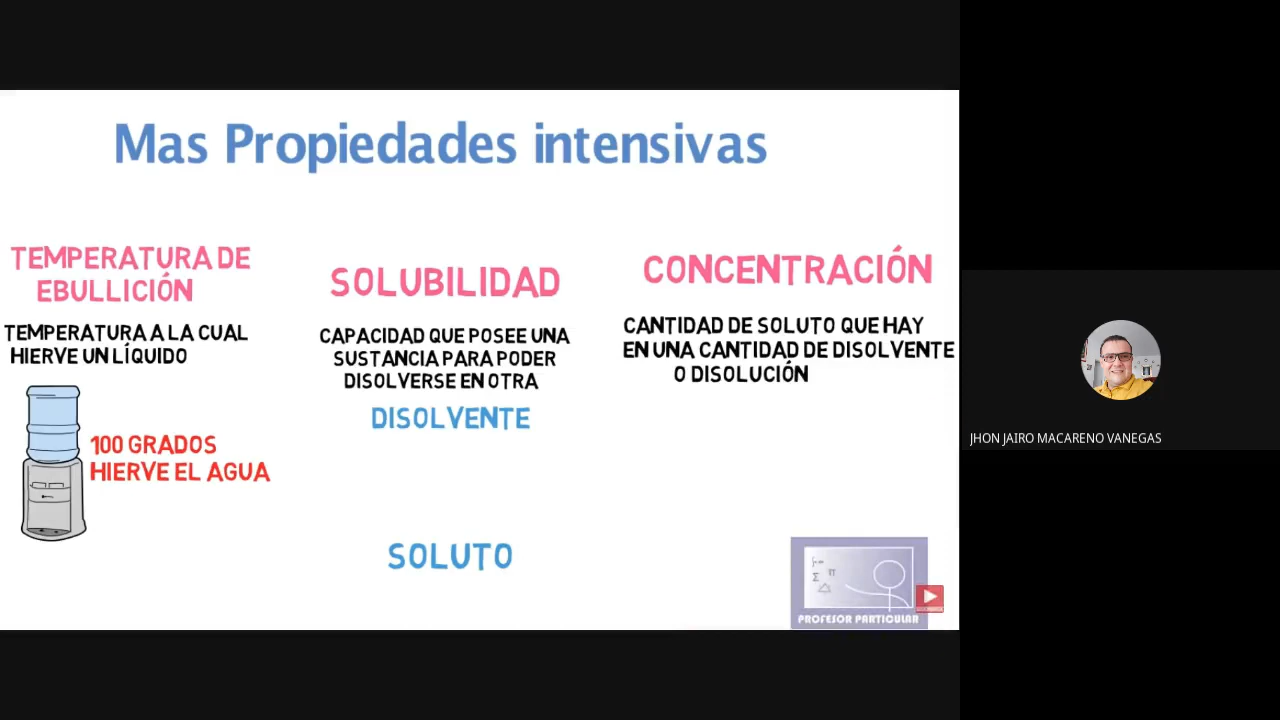 Mas Propiedades intensivas
TEMPERATURA DE
EBULLICIÓN
TEMPERATURA A LA CUAL
HIERVE UN LÍQUIDO
100 GRADOS
HIERVE EL AGUA
SOLUBILIDAD
CAPACIDAD QUE POSEE UNA
SUSTANCIA PARA PODER
DISOLVERSE EN OTRA
DISOLVENTE
SOLUTO
CONCENTRACIÓN
CANTIDAD DE SOLUTO QUE HAY
EN UNA CANTIDAD DE DISOLVENTE
O DISOLUCIÓN
PROFESOR PARTICULAR
JHON JAIRO MACARENO VANEGAS